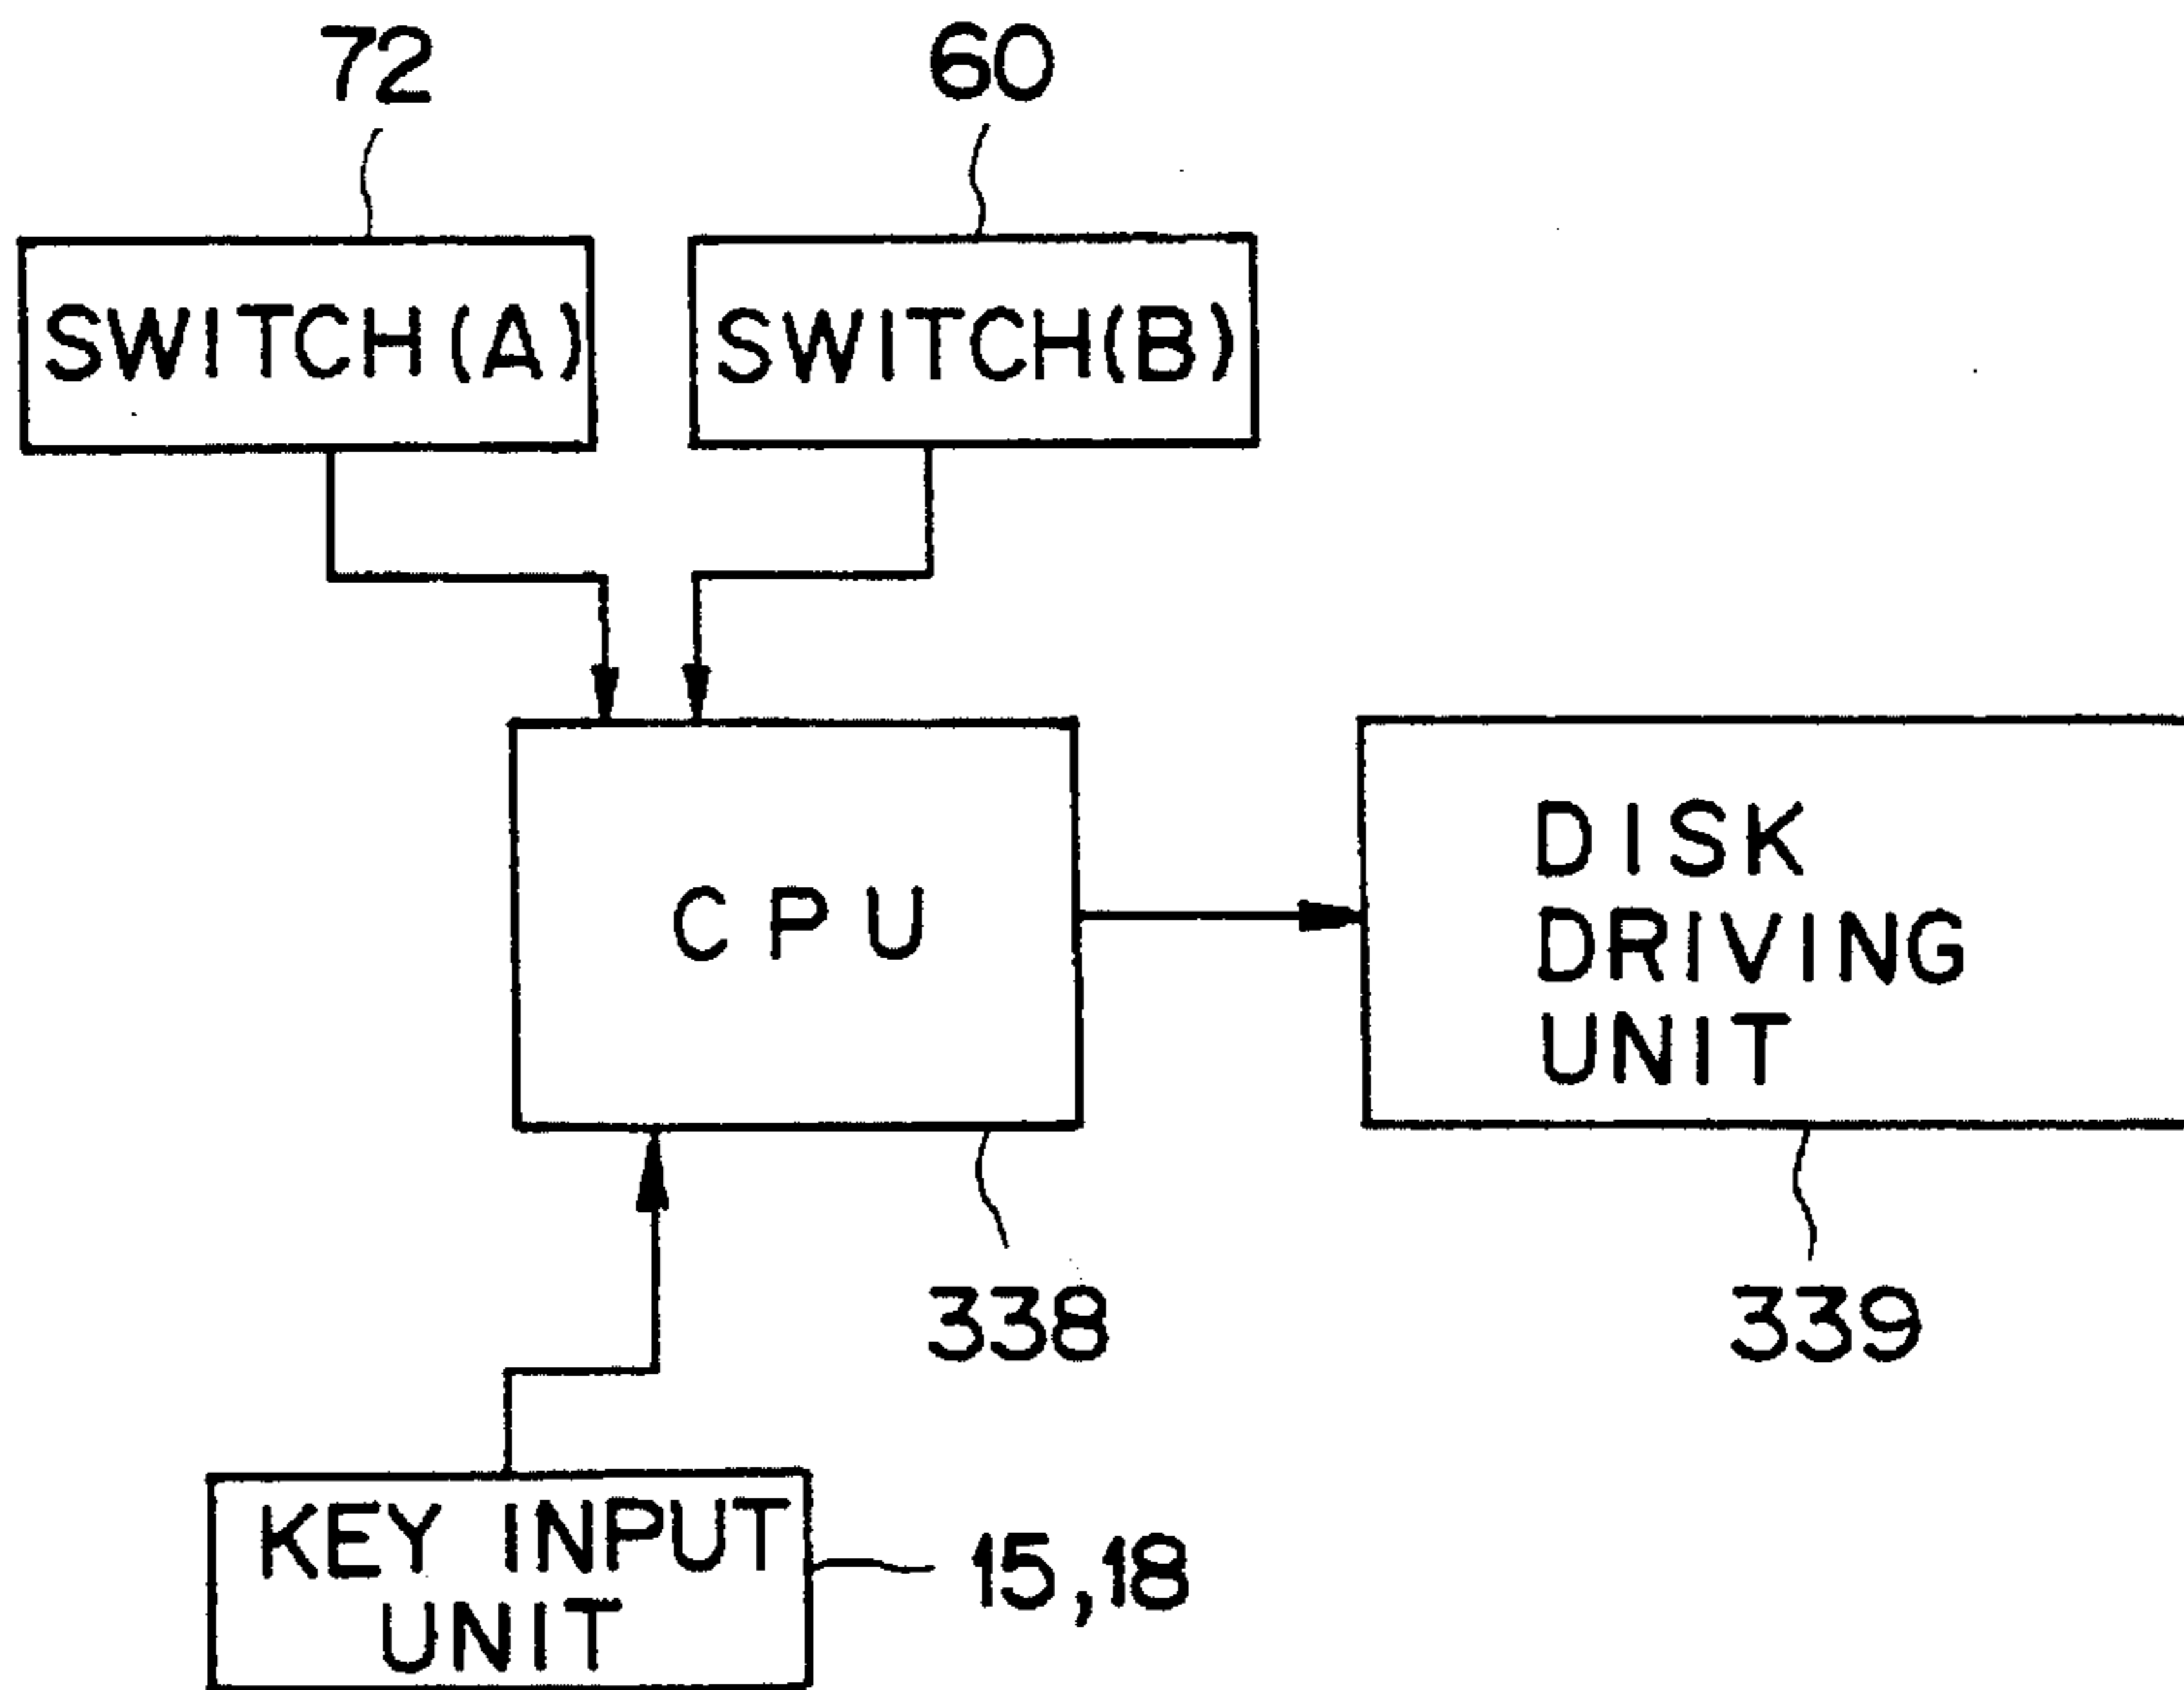 72
60
SWITCH(A)
SWITCH(B)
CPU
DISK
DRIVING
UNIT
338
339
KEY INPUT
UNIT
15,18